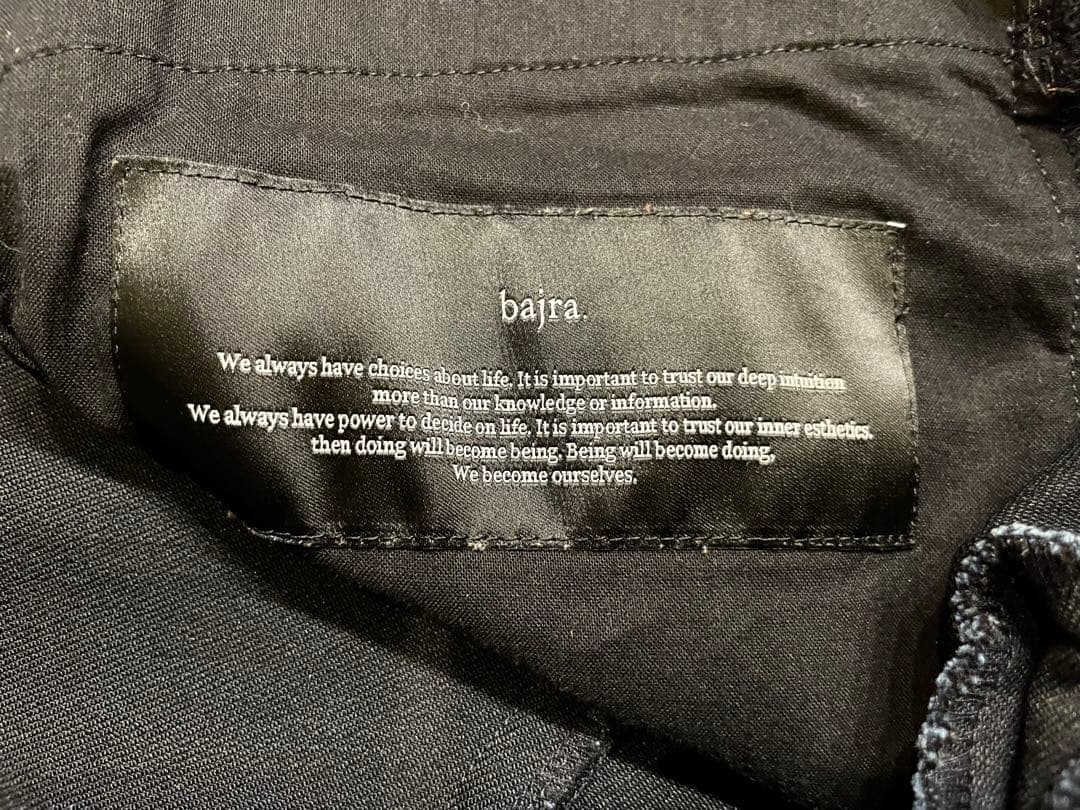 bajra.
We always have choices about life. It is important to trust our deep intuition
more than our knowledge or information.
We always have power to decide on life. It is important to trust our inner esthetics.
then doing will become being. Being will become doing,
We become ourselves.